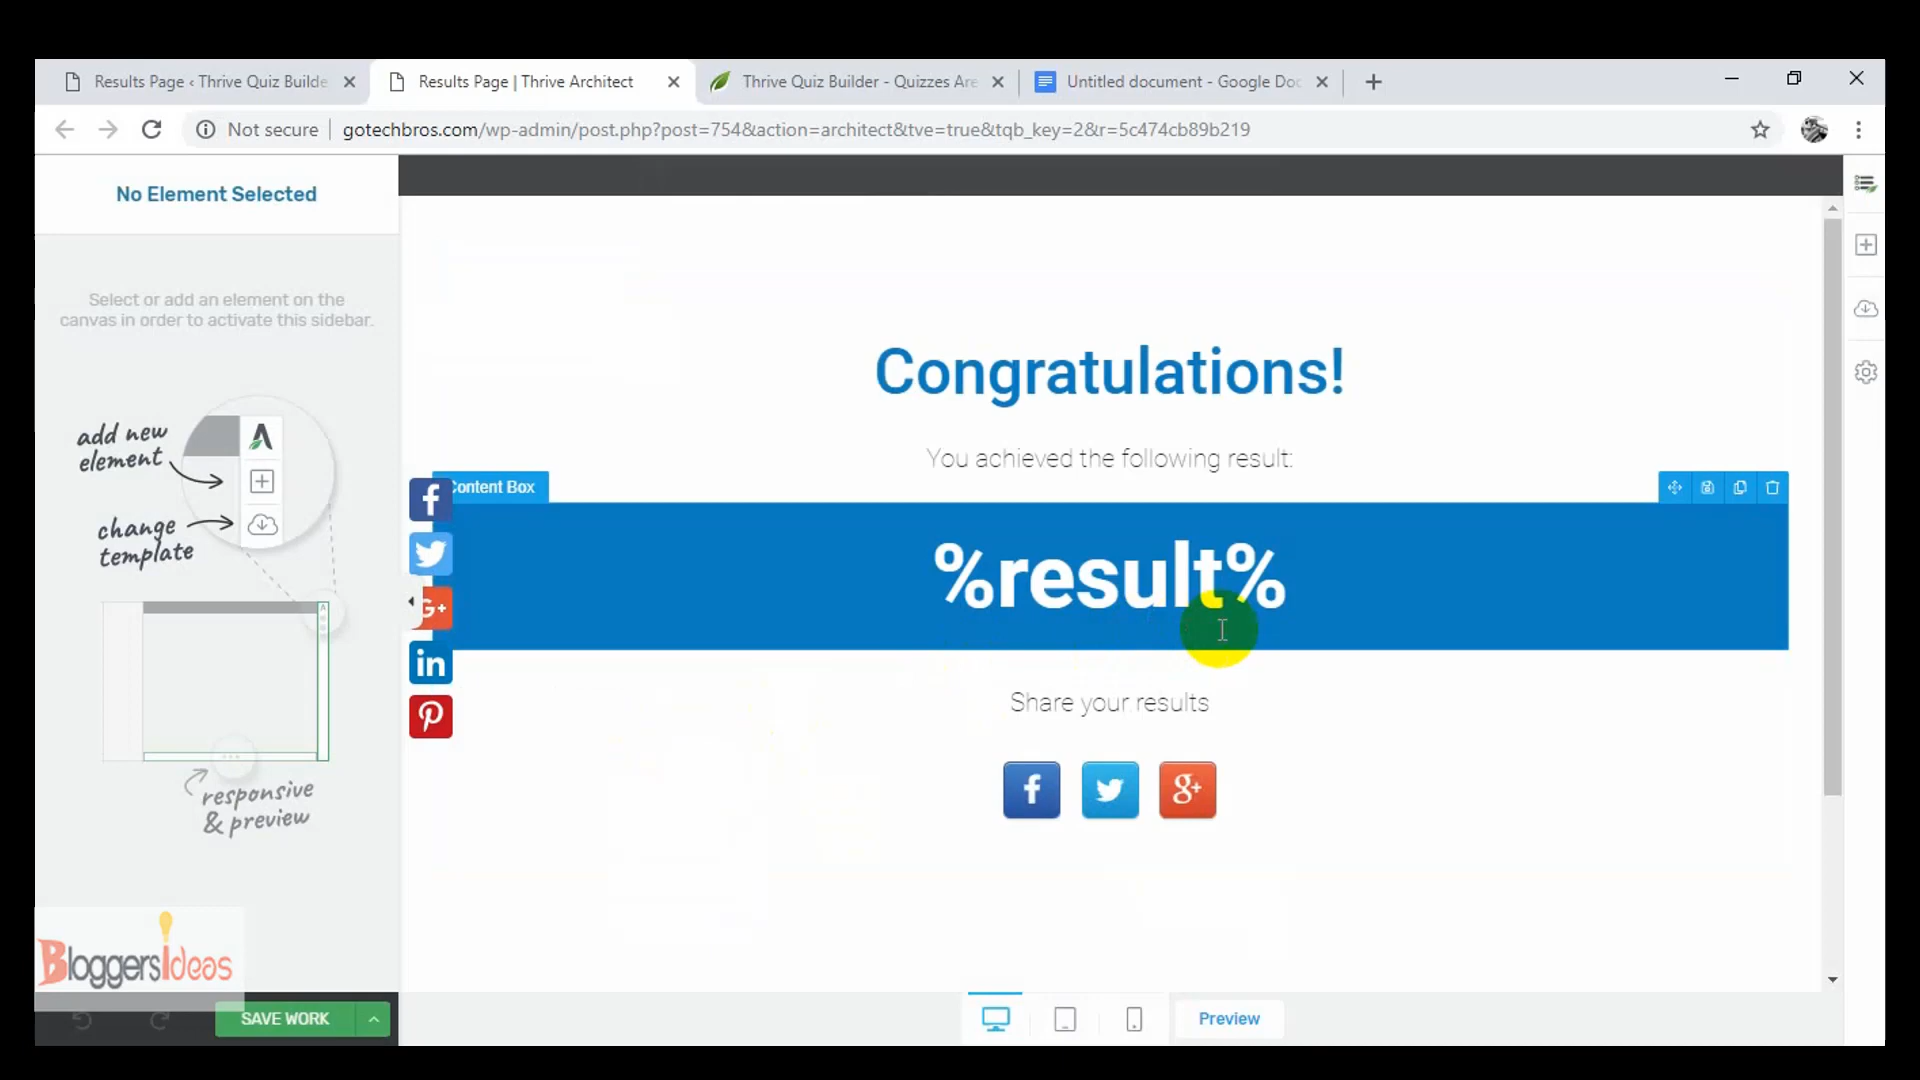 Results Page ‹ Thrive Quiz Builde
Results Page | Thrive Architect
Thrive Quiz Builder - Quizzes Are
Untitled document - Google Doc
Not secure
gotechbros.com/wp-admin/post.php?post=754&action=architect&tve=true&tqb_key=2&r=5c474cb89b219
No Element Selected
Select or add an element on the
canvas in order to activate this sidebar.
add new
element
change
template
responsive
& preview
Congratulations!
You achieved the following result:
Content Box
%result%
Share your results
BloggersIdeas
SAVE WORK
Preview